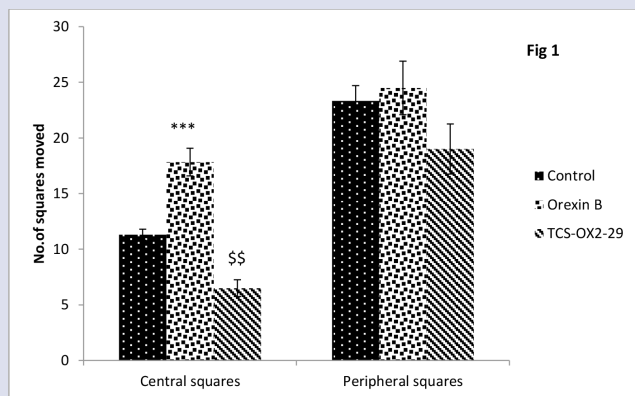 Fig 1
No.of squares moved
30
25
20
15
10
5
0
***
$$
Central squares
Peripheral squares
Control
Orexin B
TCS-OX2-29